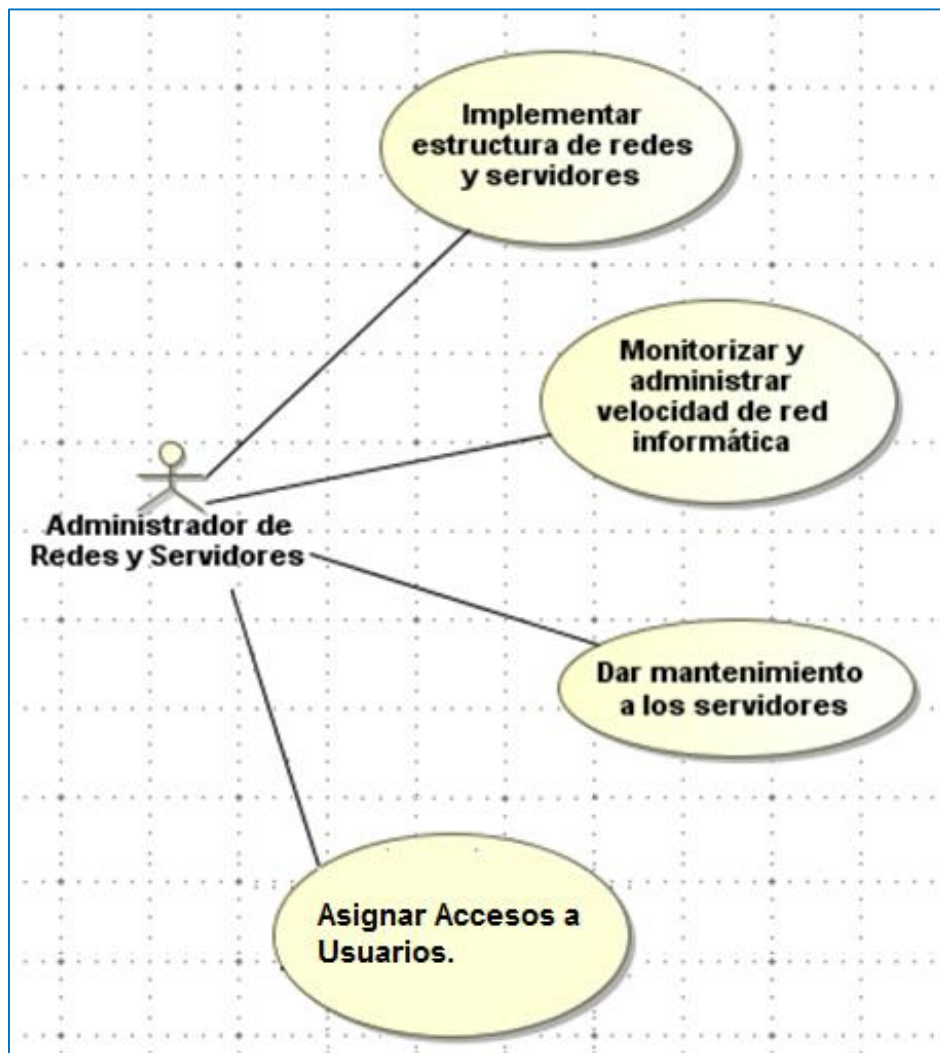 Implementar
estructura de redes
y servidores
Monitorizar y
administrar
velocidad de red
informática
Administrador de
Redes y Servidores
Dar mantenimiento
a los servidores
Asignar Accesos a
Usuarios.